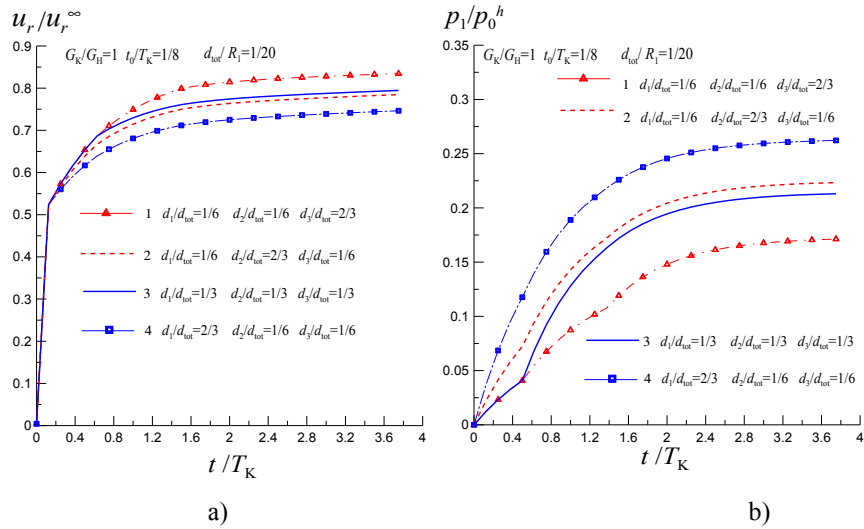 u_r/u_r^∞
G_K/G_H=1 t_0/T_K=1/8 d_tot/R_1=1/20
0.9
0.8
0.7
0.6
0.5
0.4
0.3
0.2
0.1
0
1 d_1/d_tot=1/6 d_2/d_tot=1/6 d_3/d_tot=2/3
2 d_1/d_tot=1/6 d_2/d_tot=2/3 d_3/d_tot=1/6
3 d_1/d_tot=1/3 d_2/d_tot=1/3 d_3/d_tot=1/3
4 d_1/d_tot=2/3 d_2/d_tot=1/6 d_3/d_tot=1/6
0 0.4 0.8 1.2 1.6 2 2.4 2.8 3.2 3.6 4
t/T_K
a)
p_1/p_0^h
G_K/G_H=1 t_0/T_K=1/8 d_tot/R_1=1/20
0.35
0.3
0.25
0.2
0.15
0.1
0.05
0
1 d_1/d_tot=1/6 d_2/d_tot=1/6 d_3/d_tot=2/3
2 d_1/d_tot=1/6 d_2/d_tot=2/3 d_3/d_tot=1/6
3 d_1/d_tot=1/3 d_2/d_tot=1/3 d_3/d_tot=1/3
4 d_1/d_tot=2/3 d_2/d_tot=1/6 d_3/d_tot=1/6
0 0.4 0.8 1.2 1.6 2 2.4 2.8 3.2 3.6 4
t/T_K
b)